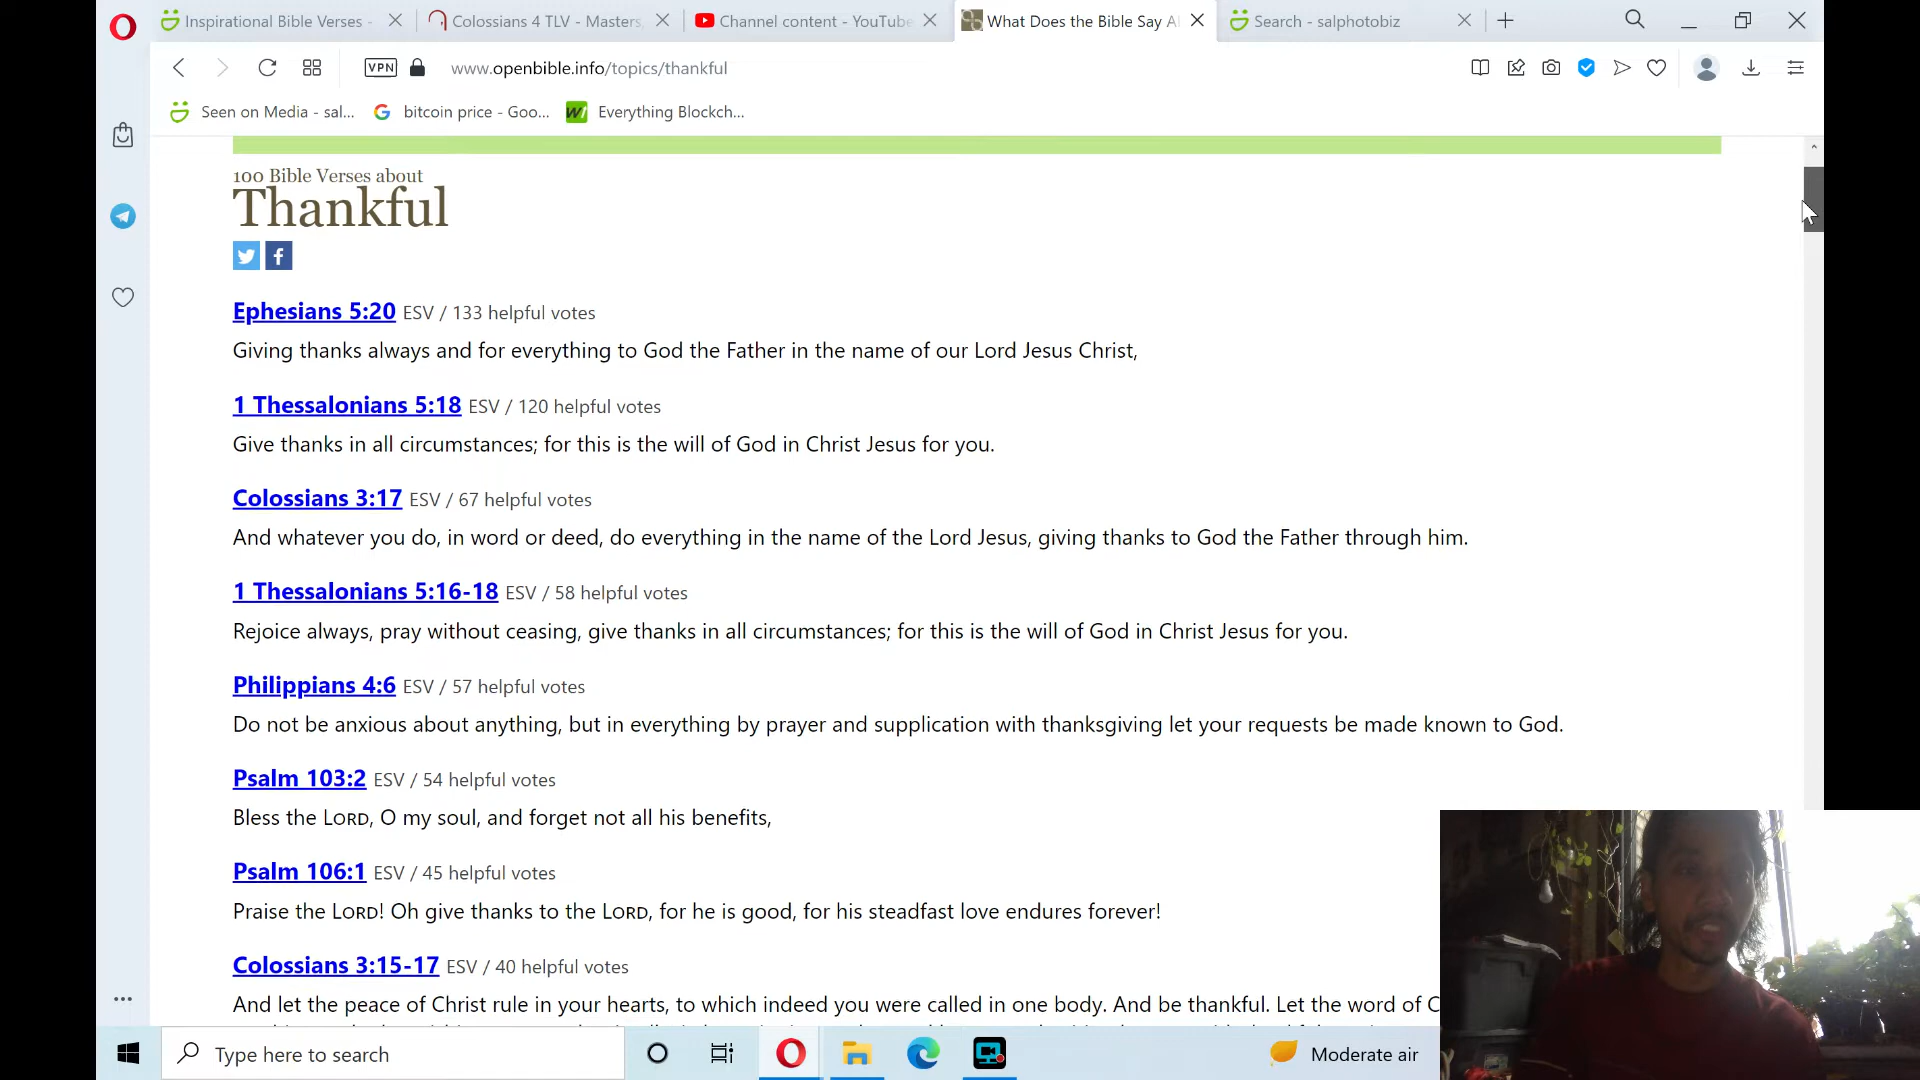 Inspirational Bible Verses -
Colossians 4 TLV - Masters
Channel content - YouTube
What Does the Bible Say Al
Search - salphotobiz
VPN
www.openbible.info/topics/thankful
Seen on Media - sal...
bitcoin price - Goo...
Everything Blockch...
100 Bible Verses about
Thankful
Ephesians 5:20 ESV / 133 helpful votes
Giving thanks always and for everything to God the Father in the name of our Lord Jesus Christ,
1 Thessalonians 5:18 ESV / 120 helpful votes
Give thanks in all circumstances; for this is the will of God in Christ Jesus for you.
Colossians 3:17 ESV / 67 helpful votes
And whatever you do, in word or deed, do everything in the name of the Lord Jesus, giving thanks to God the Father through him.
1 Thessalonians 5:16-18 ESV / 58 helpful votes
Rejoice always, pray without ceasing, give thanks in all circumstances; for this is the will of God in Christ Jesus for you.
Philippians 4:6 ESV / 57 helpful votes
Do not be anxious about anything, but in everything by prayer and supplication with thanksgiving let your requests be made known to God.
Psalm 103:2 ESV / 54 helpful votes
Bless the LORD, O my soul, and forget not all his benefits,
Psalm 106:1 ESV / 45 helpful votes
Praise the LORD! Oh give thanks to the LORD, for he is good, for his steadfast love endures forever!
Colossians 3:15-17 ESV / 40 helpful votes
And let the peace of Christ rule in your hearts, to which indeed you were called in one body. And be thankful. Let the word of C
Type here to search
Moderate air